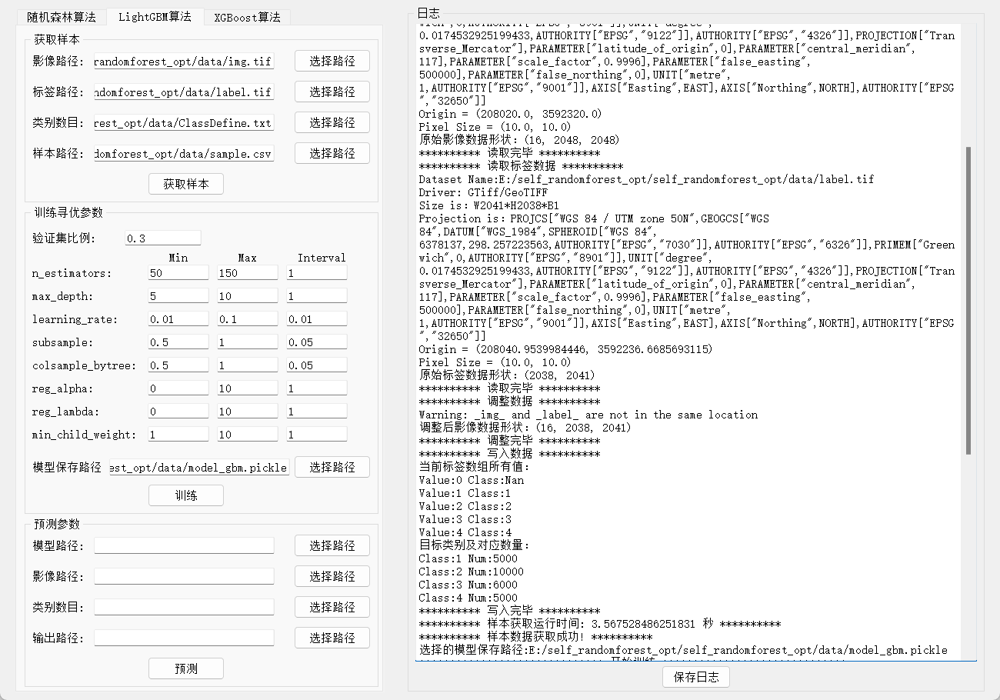 随机森林算法 LightGBM算法 XGBoost算法
获取样本
影像路径: randomforest_opt/data/img.tif 选择路径
标签路径: ndomforest_opt/data/label.tif 选择路径
类别数目: rest_opt/data/ClassDefine.txt 选择路径
样本路径: domforest_opt/data/sample.csv 选择路径
获取样本
训练寻优参数
验证集比例: 0.3
Min Max Interval
n_estimators: 50 150 1
max_depth: 5 10 1
learning_rate: 0.01 0.1 0.01
subsample: 0.5 1 0.05
colsample_bytree: 0.5 1 0.05
reg_alpha: 0 10 1
reg_lambda: 0 10 1
min_child_weight: 1 10 1
模型保存路径 est_opt/data/model_gbm.pickle 选择路径
训练
预测参数
模型路径: 选择路径
影像路径: 选择路径
类别数目: 选择路径
输出路径: 选择路径
预测
日志
wich",0,AUTHORITY["EPSG","8901"]],UNIT["degree",
0.0174532925199433,AUTHORITY["EPSG","9122"]],AUTHORITY["EPSG","4326"]],PROJECTION["Tran
sverse_Mercator"],PARAMETER["latitude_of_origin",0],PARAMETER["central_meridian",
117],PARAMETER["scale_factor",0.9996],PARAMETER["false_easting",
500000],PARAMETER["false_northing",0],UNIT["metre",
1,AUTHORITY["EPSG","9001"]],AXIS["Easting",EAST],AXIS["Northing",NORTH],AUTHORITY["EPSG
","32650"]]
Origin = (208020.0, 3592320.0)
Pixel Size = (10.0, 10.0)
原始影像数据形状: (16, 2048, 2048)
********** 读取完毕 **********
********** 读取标签数据 **********
Dataset Name:E:/self_randomforest_opt/self_randomforest_opt/data/label.tif
Driver: GTiff/GeoTIFF
Size is: W2041*H2038*B1
Projection is: PROJCS["WGS 84 / UTM zone 50N",GEOGCS["WGS
84",DATUM["WGS_1984",SPHEROID["WGS 84",
6378137,298.257223563,AUTHORITY["EPSG","7030"]],AUTHORITY["EPSG","6326"]],PRIMEM["Green
wich",0,AUTHORITY["EPSG","8901"]],UNIT["degree",
0.0174532925199433,AUTHORITY["EPSG","9122"]],AUTHORITY["EPSG","4326"]],PROJECTION["Tran
sverse_Mercator"],PARAMETER["latitude_of_origin",0],PARAMETER["central_meridian",
117],PARAMETER["scale_factor",0.9996],PARAMETER["false_easting",
500000],PARAMETER["false_northing",0],UNIT["metre",
1,AUTHORITY["EPSG","9001"]],AXIS["Easting",EAST],AXIS["Northing",NORTH],AUTHORITY["EPSG
","32650"]]
Origin = (208040.9539984446, 3592236.6685693115)
Pixel Size = (10.0, 10.0)
原始标签数据形状: (2038, 2041)
********** 读取完毕 **********
********** 调整数据 **********
Warning: _img_ and _label_ are not in the same location
调整后影像数据形状: (16, 2038, 2041)
********** 调整完毕 **********
********** 写入数据 **********
当前标签数组所有值:
Value:0 Class:Nan
Value:1 Class:1
Value:2 Class:2
Value:3 Class:3
Value:4 Class:4
目标类别及对应数量:
Class:1 Num:5000
Class:2 Num:10000
Class:3 Num:6000
Class:4 Num:5000
********** 写入完毕 **********
********** 样本获取运行时间: 3.567528486251831 秒 **********
********** 样本数据获取成功! **********
选择的模型保存路径:E:/self_randomforest_opt/self_randomforest_opt/data/model_gbm.pickle
开始训练
保存日志